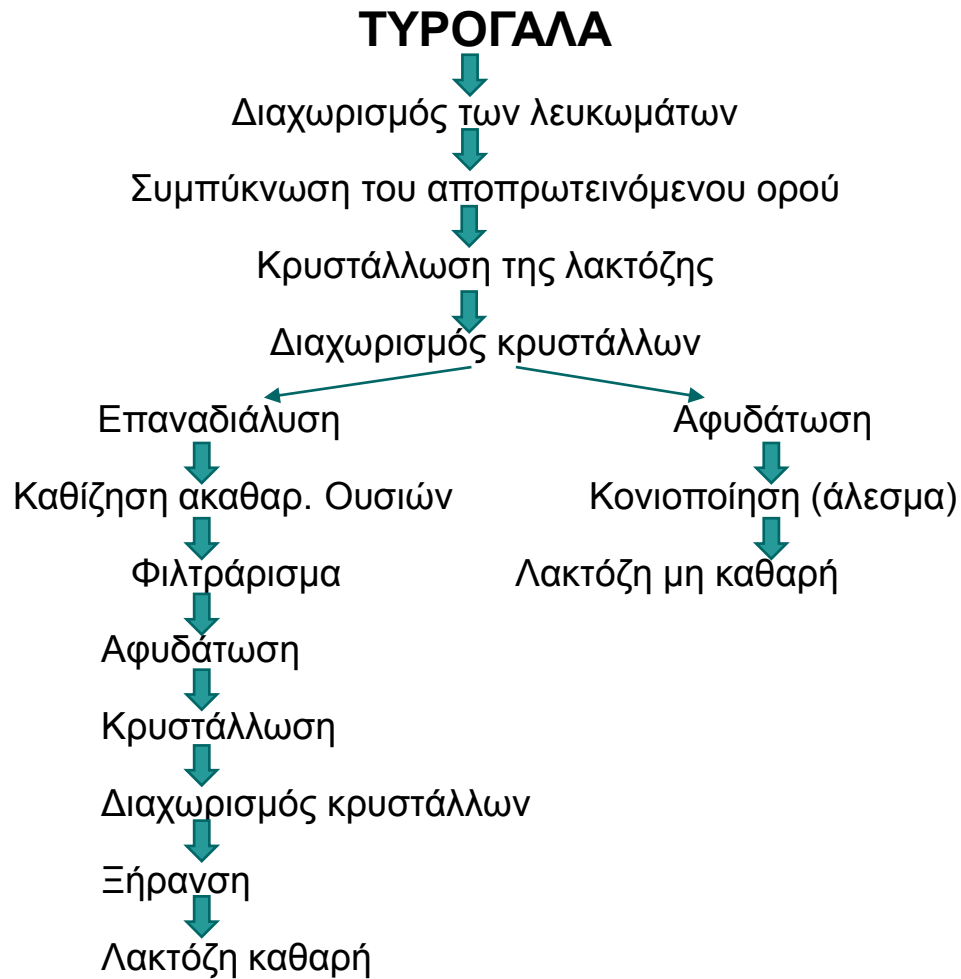 ΤΥΡΟΓΑΛΑ
Διαχωρισμός των λευκωμάτων
Συμπύκνωση του αποπρωτεινόμενου ορού
Κρυστάλλωση της λακτόζης
Διαχωρισμός κρυστάλλων
Επαναδιάλυση
Αφυδάτωση
Καθίζηση ακαθαρ. Ουσιών
Κονιοποίηση (άλεσμα)
Φιλτράρισμα
Λακτόζη μη καθαρή
Αφυδάτωση
Κρυστάλλωση
Διαχωρισμός κρυστάλλων
Ξήρανση
Λακτόζη καθαρή